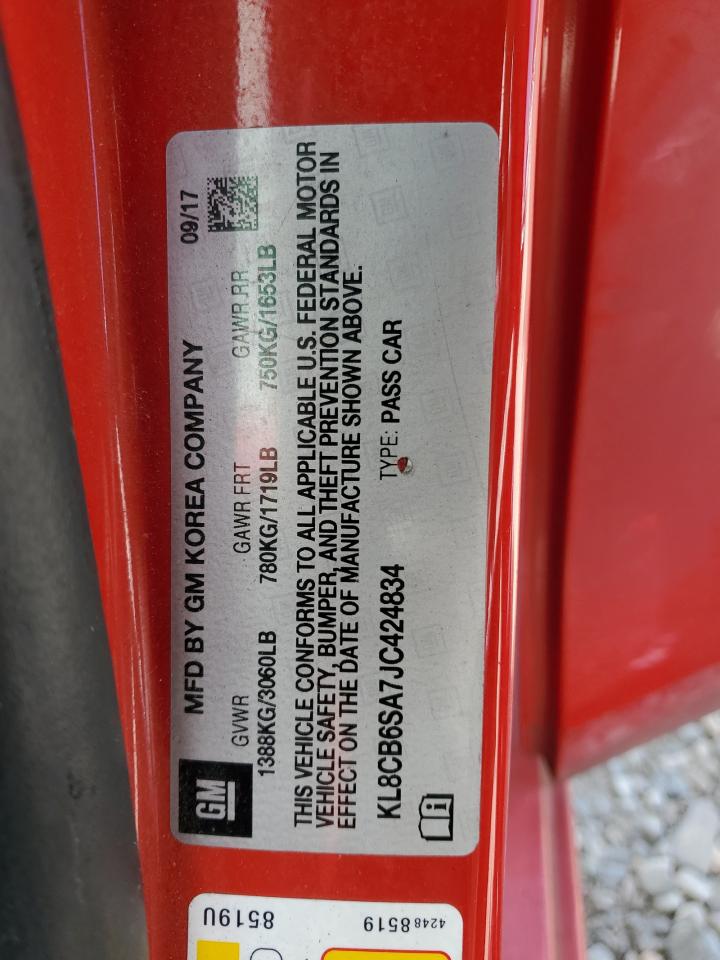 GM
MFD BY GM KOREA COMPANY 09/17
GVWR GAWR FRT GAWR RR
1388KG/3060LB 780KG/1719LB 750KG/1653LB
THIS VEHICLE CONFORMS TO ALL APPLICABLE U.S. FEDERAL MOTOR
VEHICLE SAFETY, BUMPER, AND THEFT PREVENTION STANDARDS IN
EFFECT ON THE DATE OF MANUFACTURE SHOWN ABOVE.
KL8CB6SA7JC424834 TYPE: PASS CAR
8519U
42488519